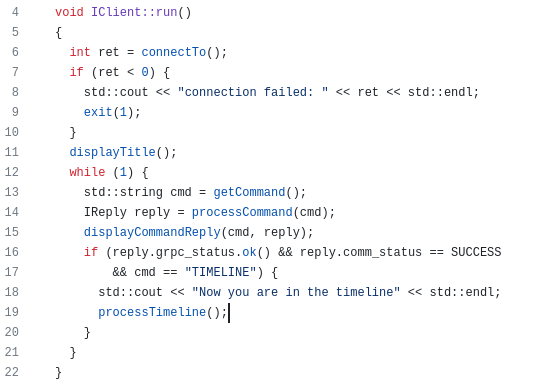 4 void IClient::run()
5 {
6 int ret = connectTo();
7 if (ret < 0) {
8 std::cout << "connection failed: " << ret << std::endl;
9 exit(1);
10 }
11 displayTitle();
12 while (1) {
13 std::string cmd = getCommand();
14 IReply reply = processCommand(cmd);
15 displayCommandReply(cmd, reply);
16 if (reply.grpc_status.ok() && reply.comm_status == SUCCESS
17 && cmd == "TIMELINE") {
18 std::cout << "Now you are in the timeline" << std::endl;
19 processTimeline();
20 }
21 }
22 }